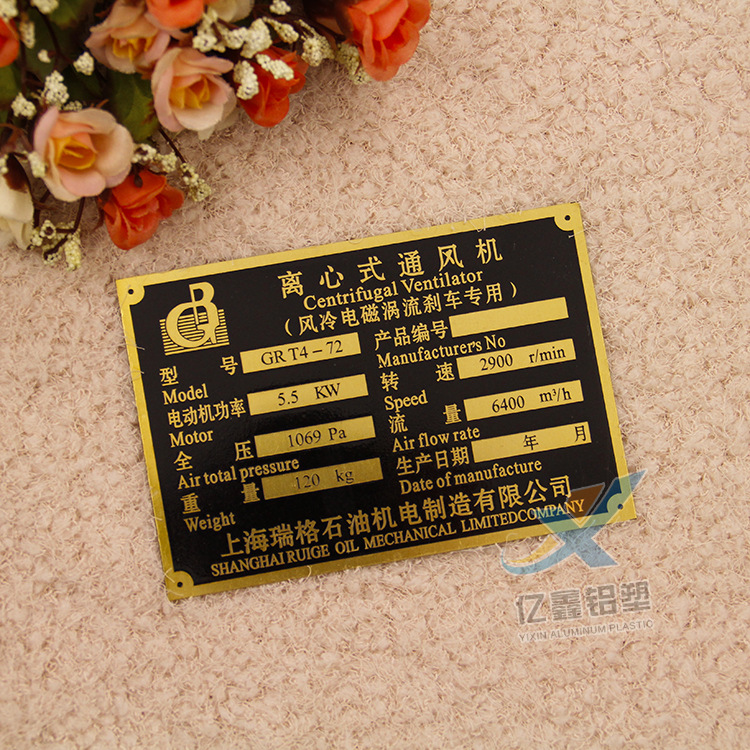 离心式通风机
Centrifugal Ventilator
（风冷电磁涡流刹车专用）
型 号 GR T4-72
Model
产品编号
Manufacturer's No
电动机功率 5.5 KW
Motor
转 速 2900 r/min
Speed
全 压 1069 Pa
Air total pressure
流 量 6400 m³/h
Air flow rate
重 量 120 kg
Weight
生产日期 年 月
Date of manufacture
上海瑞格石油机电制造有限公司
SHANGHAI RUIGE OIL MECHANICAL LIMITEDCOMPANY
亿鑫铝塑
YIXIN ALUMINUM PLASTIC